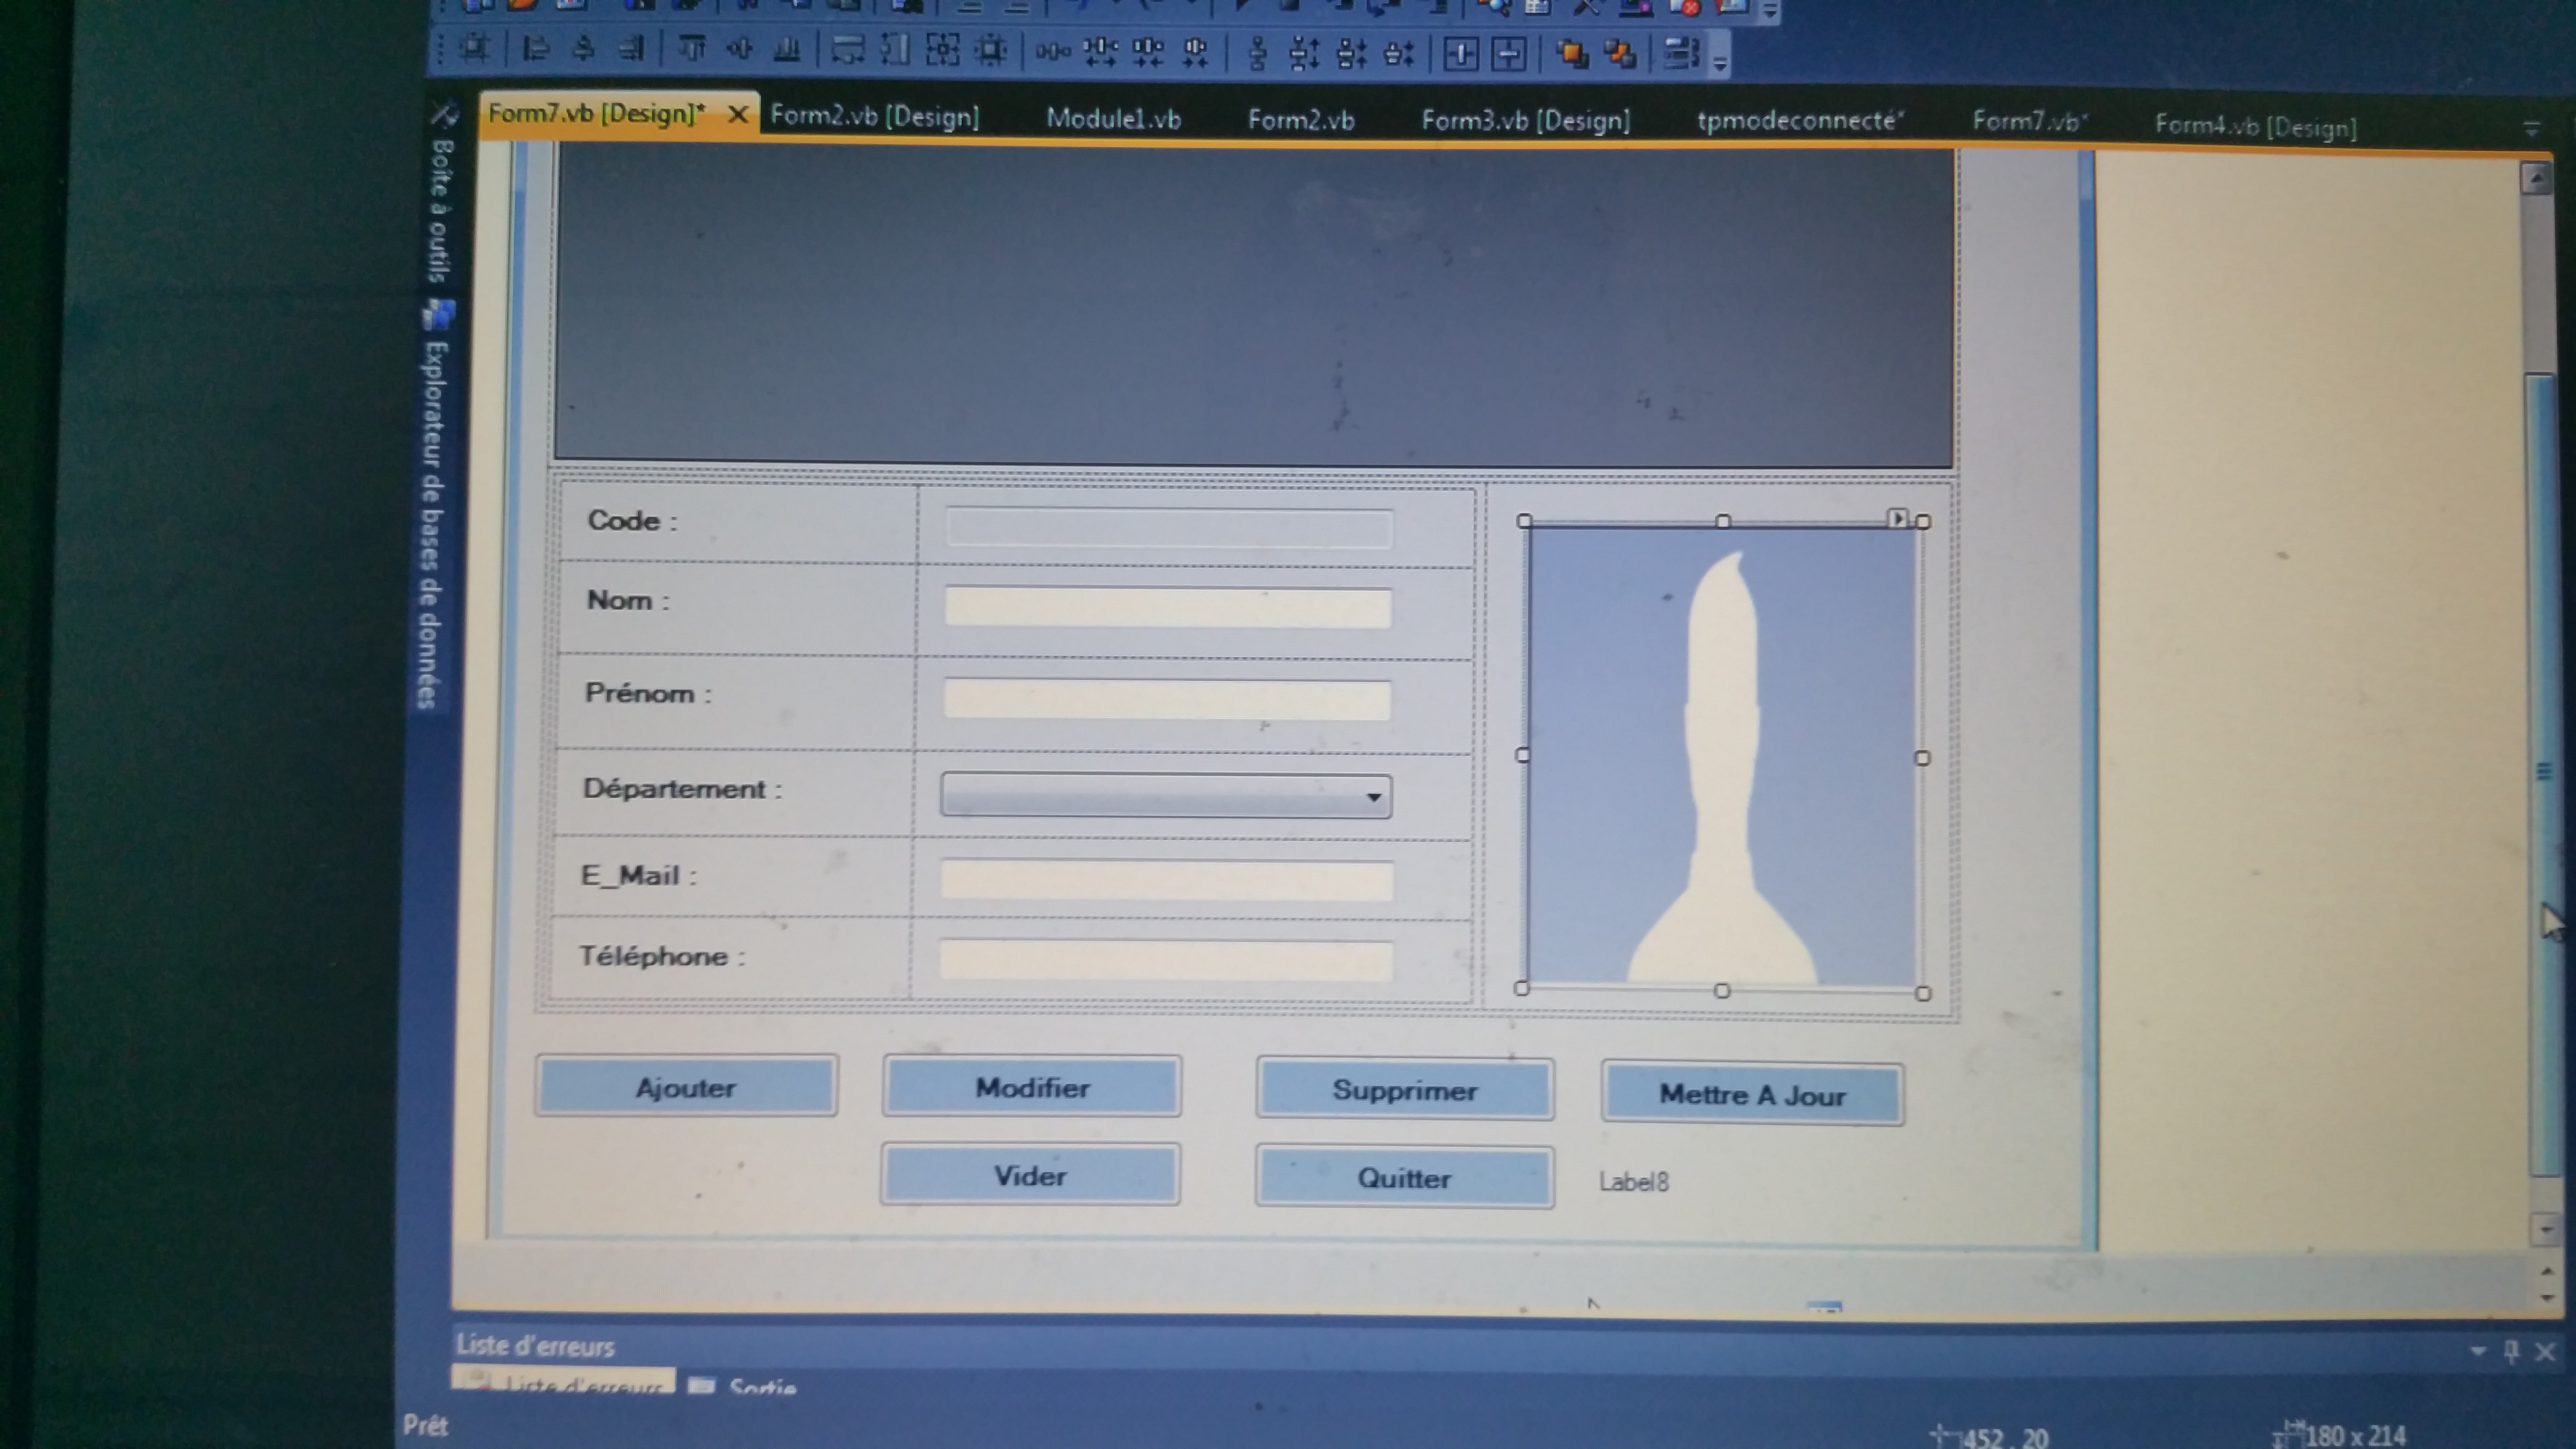 Form7.vb [Design]*
Form2.vb [Design]
Module1.vb
Form2.vb
Form3.vb [Design]
tpmodeconnecté*
Form7.vb*
Form4.vb [Design]
Boîte à outils
Explorateur de bases de données
Code :
Nom :
Prénom :
Département :
E_Mail :
Téléphone :
Ajouter
Modifier
Supprimer
Mettre A Jour
Vider
Quitter
Label8
Liste d'erreurs
Liste d'erreurs
Sortie
Prêt
452 , 20
180 x 214